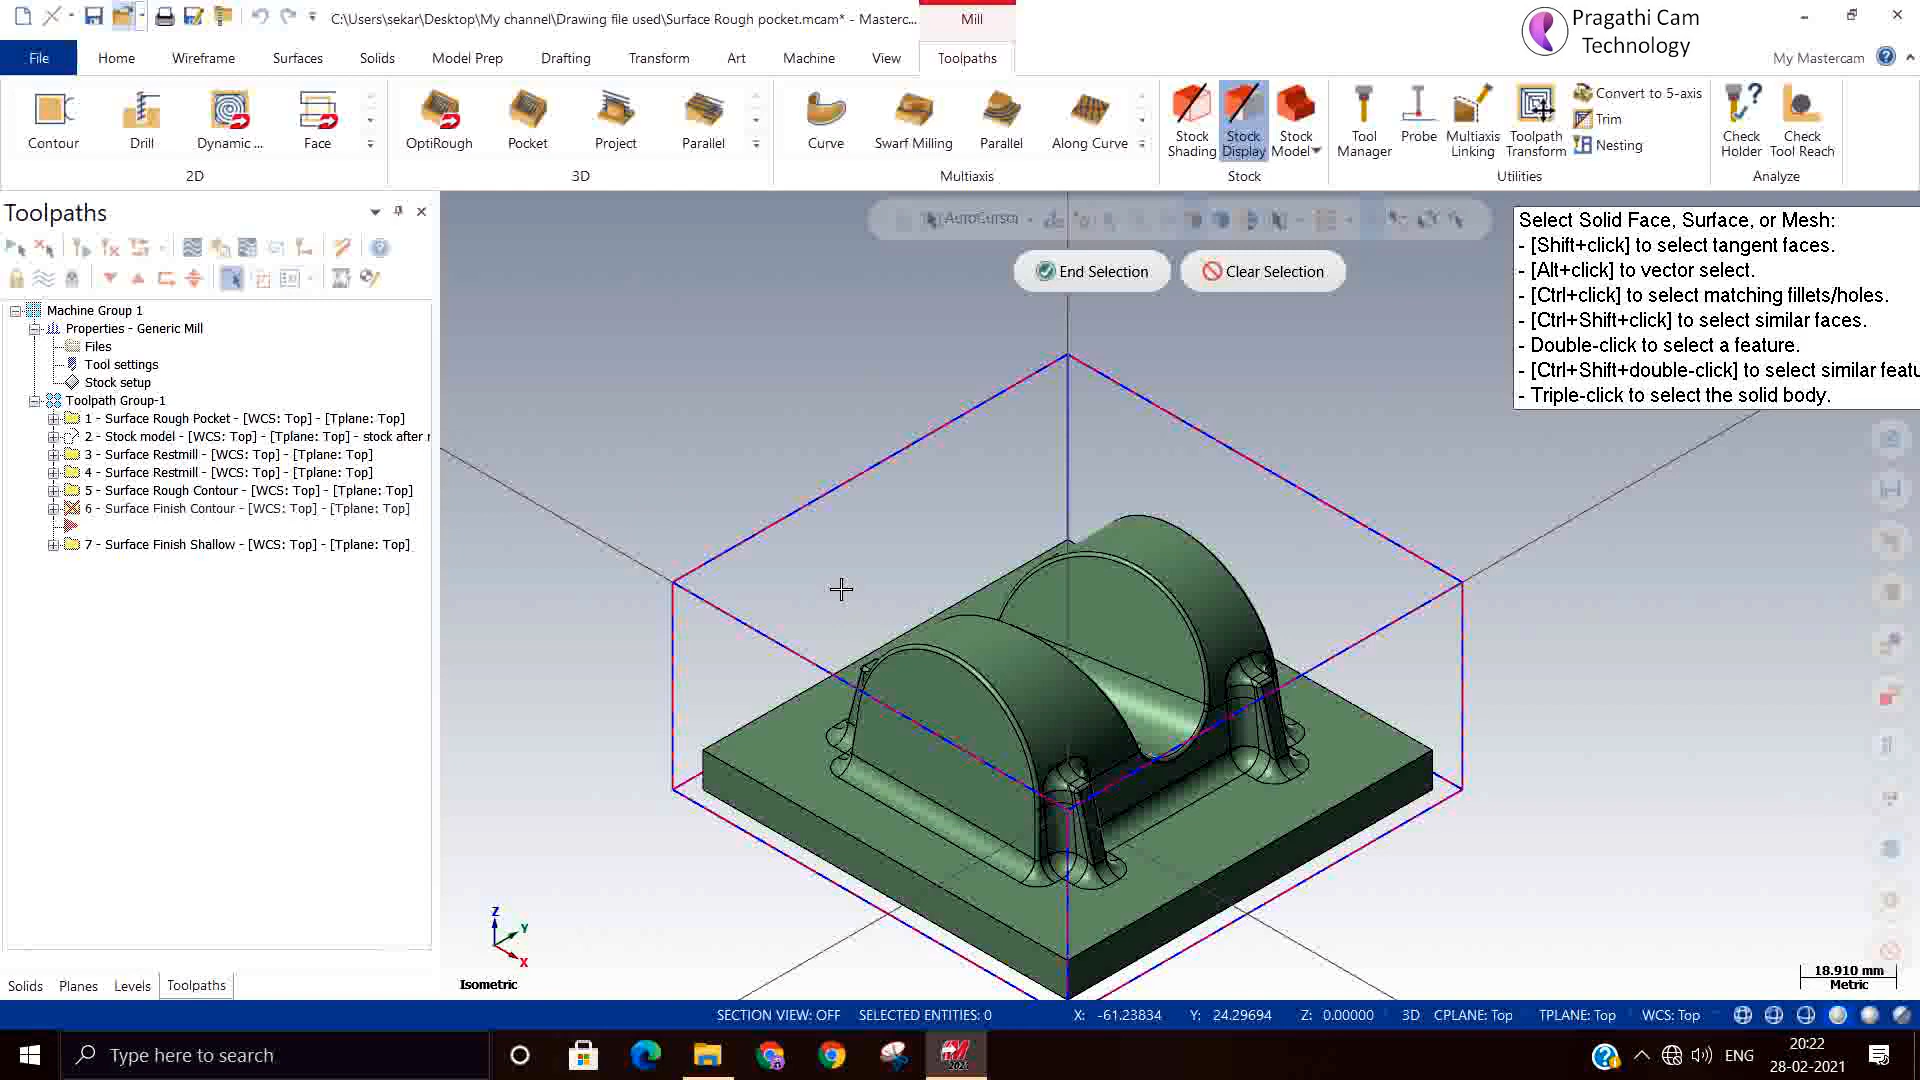 C:\Users\sekar\Desktop\My channel\Drawing file used\Surface Rough pocket.mcam* - Masterc...
Mill
Pragathi Cam
Technology
File
Home
Wireframe
Surfaces
Solids
Model Prep
Drafting
Transform
Art
Machine
View
Toolpaths
My Mastercam
Contour
Drill
Dynamic ...
Face
2D
OptiRough
Pocket
Project
Parallel
3D
Curve
Swarf Milling
Parallel
Along Curve
Multiaxis
Stock
Shading
Stock
Display
Stock
Model
Stock
Tool
Manager
Probe
Multiaxis
Linking
Toolpath
Transform
Convert to 5-axis
Trim
Nesting
Utilities
Check
Holder
Check
Tool Reach
Analyze
Toolpaths
AutoCursor
End Selection
Clear Selection
Select Solid Face, Surface, or Mesh:
- [Shift+click] to select tangent faces.
- [Alt+click] to vector select.
- [Ctrl+click] to select matching fillets/holes.
- [Ctrl+Shift+click] to select similar faces.
- Double-click to select a feature.
- [Ctrl+Shift+double-click] to select similar featu
- Triple-click to select the solid body.
Machine Group 1
Properties - Generic Mill
Files
Tool settings
Stock setup
Toolpath Group-1
1 - Surface Rough Pocket - [WCS: Top] - [Tplane: Top]
2 - Stock model - [WCS: Top] - [Tplane: Top] - stock after r
3 - Surface Restmill - [WCS: Top] - [Tplane: Top]
4 - Surface Restmill - [WCS: Top] - [Tplane: Top]
5 - Surface Rough Contour - [WCS: Top] - [Tplane: Top]
6 - Surface Finish Contour - [WCS: Top] - [Tplane: Top]
7 - Surface Finish Shallow - [WCS: Top] - [Tplane: Top]
Z
Y
X
Isometric
18.910 mm
Metric
Solids
Planes
Levels
Toolpaths
SECTION VIEW: OFF
SELECTED ENTITIES: 0
X: -61.23834
Y: 24.29694
Z: 0.00000
3D
CPLANE: Top
TPLANE: Top
WCS: Top
Type here to search
2021
ENG
20:22
28-02-2021